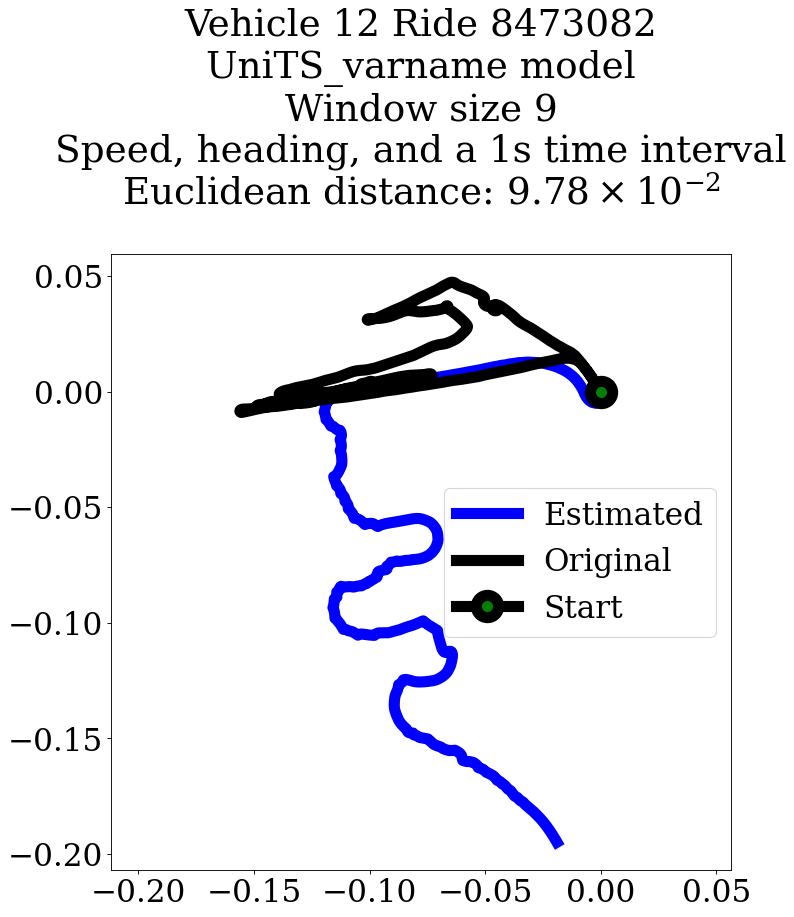 Vehicle 12 Ride 8473082
UniTS_varname model
Window size 9
Speed, heading, and a 1s time interval
Euclidean distance: 9.78 × 10⁻²
0.05
0.00
−0.05
−0.10
−0.15
−0.20
Estimated
Original
Start
−0.20 −0.15 −0.10 −0.05 0.00 0.05